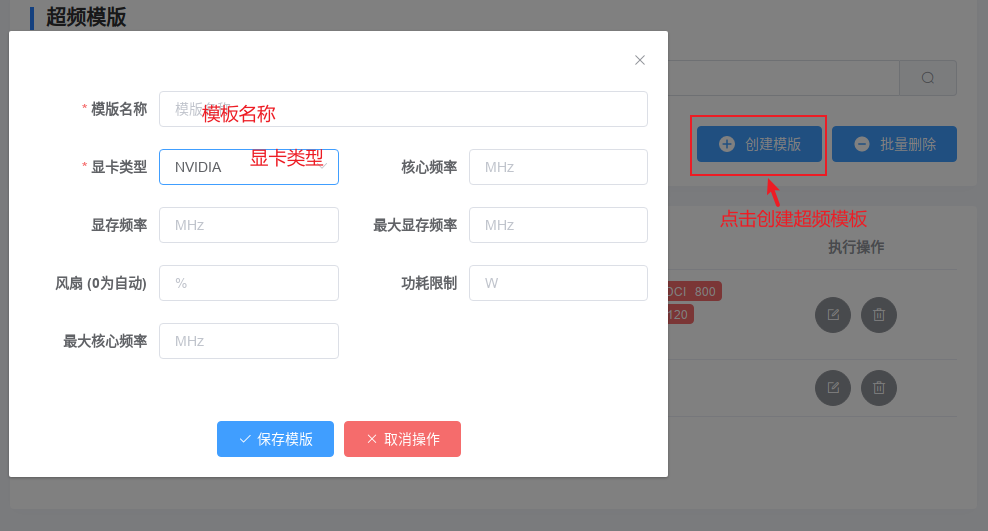 超频模版
* 模版名称 模版名称
模板名称
* 显卡类型 NVIDIA
显卡类型
核心频率 MHz
显存频率 MHz
最大显存频率 MHz
风扇 (0为自动) %
功耗限制 W
最大核心频率 MHz
保存模版
取消操作
创建模版
批量删除
点击创建超频模板
执行操作
800
120